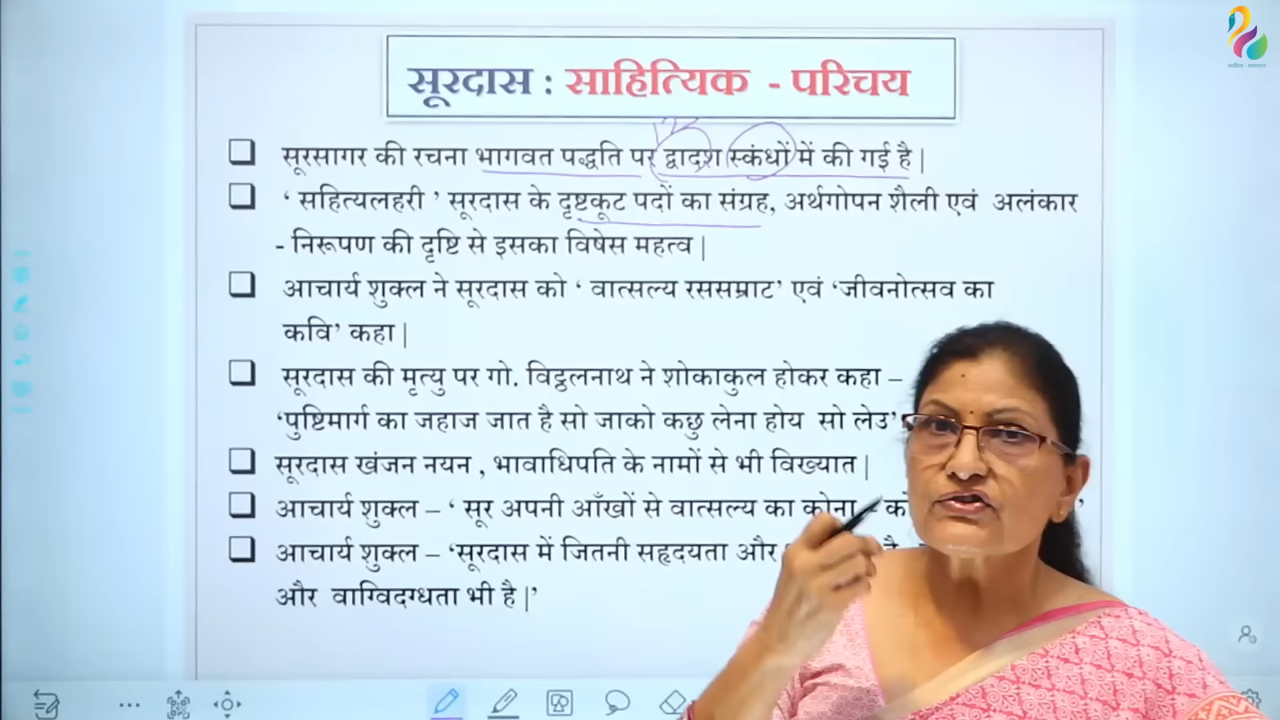 सूरदास : साहित्यिक - परिचय
सूरसागर की रचना भागवत पद्धति पर द्वादश स्कंधों में की गई है |
‘ सहित्यलहरी ’ सूरदास के दृष्टकूट पदों का संग्रह, अर्थगोपन शैली एवं अलंकार
- निरूपण की दृष्टि से इसका विषेस महत्व |
आचार्य शुक्ल ने सूरदास को ‘ वात्सल्य रससम्राट’ एवं ‘जीवनोत्सव का
कवि’ कहा |
सूरदास की मृत्यु पर गो. विट्ठलनाथ ने शोकाकुल होकर कहा –
‘पुष्टिमार्ग का जहाज जात है सो जाको कछु लेना होय सो लेउ’
सूरदास खंजन नयन , भावाधिपति के नामों से भी विख्यात |
आचार्य शुक्ल – ‘ सूर अपनी आँखों से वात्सल्य का कोना –
आचार्य शुक्ल – ‘सूरदास में जितनी सहृदयता और है
और वाग्विदग्धता भी है |’